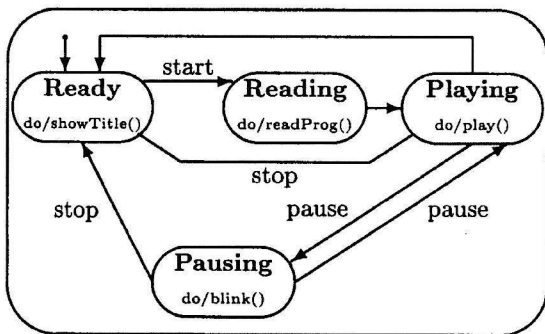 Ready
do/showTitle()
start
Reading
do/readProg()
Playing
do/play()
stop
stop
pause
pause
Pausing
do/blink()